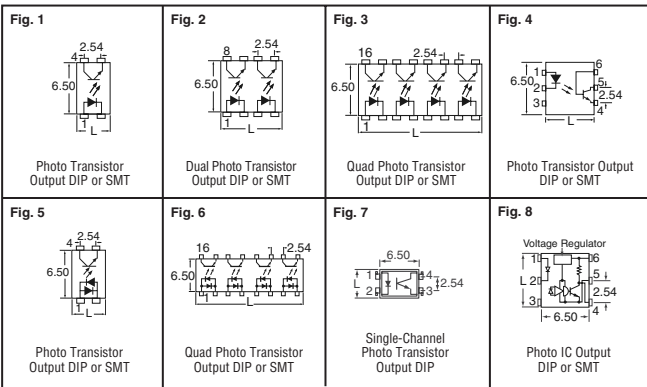 Fig. 1
4
2.54
6.50
1
L
Photo Transistor
Output DIP or SMT
Fig. 2
8
2.54
6.50
1
L
Dual Photo Transistor
Output DIP or SMT
Fig. 3
16
2.54
6.50
1
L
Quad Photo Transistor
Output DIP or SMT
Fig. 4
6.50
1
2
3
6
5
2.54
4
L
Photo Transistor Output
DIP or SMT
Fig. 5
4
2.54
6.50
1
L
Photo Transistor
Output DIP or SMT
Fig. 6
16
2.54
6.50
1
L
Quad Photo Transistor
Output DIP or SMT
Fig. 7
6.50
L
1
2
4
3
2.54
Single-Channel
Photo Transistor
Output DIP
Fig. 8
Voltage Regulator
1
L
2
3
6
5
2.54
4
6.50
Photo IC Output
DIP or SMT